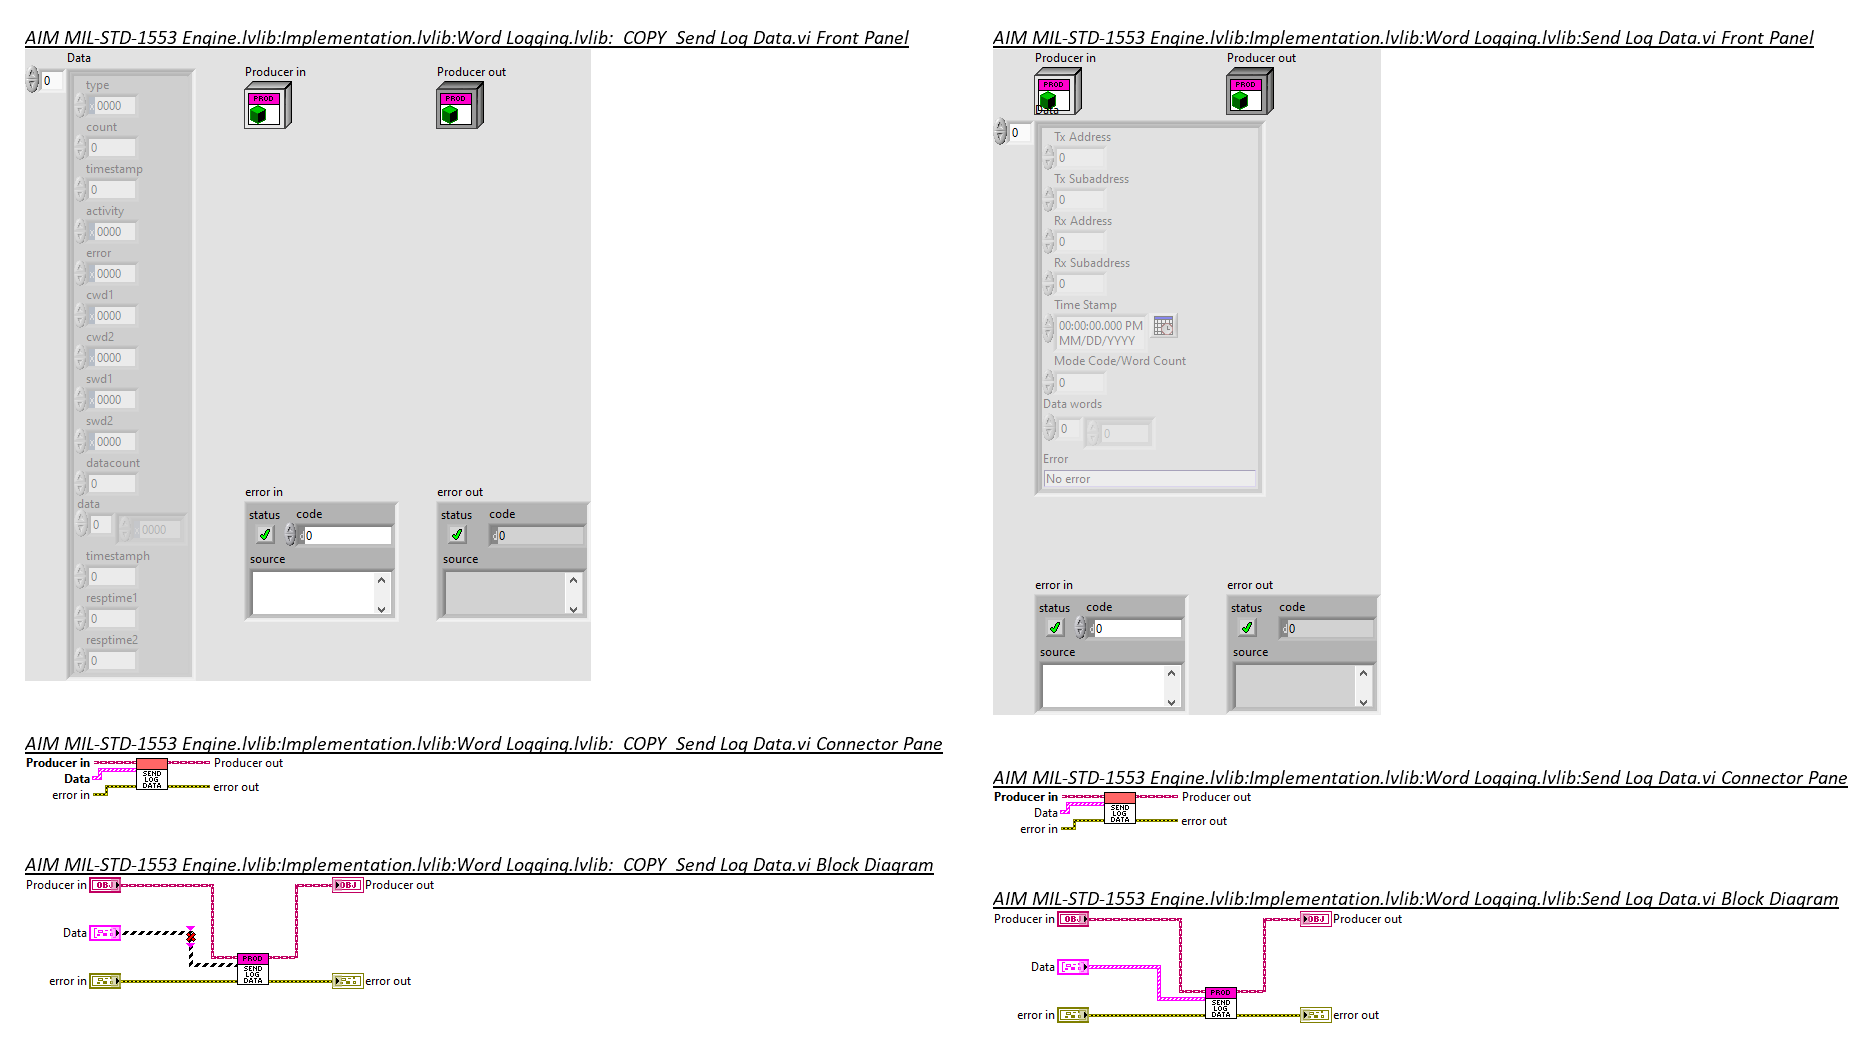 AIM MIL-STD-1553 Engine.lvlib:Implementation.lvlib:Word Logging.lvlib:_COPY_Send Log Data.vi Front Panel
Data
0
type
x 0000
count
0
timestamp
0
activity
x 0000
error
x 0000
cwd1
x 0000
cwd2
x 0000
swd1
x 0000
swd2
x 0000
datacount
0
data
0
x 0000
timestamph
0
resptime1
0
resptime2
0
Producer in
PROD
Producer out
PROD
error in
status code
d 0
source
error out
status code
d 0
source
AIM MIL-STD-1553 Engine.lvlib:Implementation.lvlib:Word Logging.lvlib:_COPY_Send Log Data.vi Connector Pane
Producer in
Data
error in
SEND
LOG
DATA
Producer out
error out
AIM MIL-STD-1553 Engine.lvlib:Implementation.lvlib:Word Logging.lvlib:_COPY_Send Log Data.vi Block Diagram
Producer in OBJ
OBJ Producer out
Data
PROD
SEND
LOG
DATA
error in
error out
AIM MIL-STD-1553 Engine.lvlib:Implementation.lvlib:Word Logging.lvlib:Send Log Data.vi Front Panel
Producer in
PROD
Producer out
PROD
Data
0
Tx Address
0
Tx Subaddress
0
Rx Address
0
Rx Subaddress
0
Time Stamp
00:00:00.000 PM
MM/DD/YYYY
Mode Code/Word Count
0
Data words
0
0
Error
No error
error in
status code
d 0
source
error out
status code
d 0
source
AIM MIL-STD-1553 Engine.lvlib:Implementation.lvlib:Word Logging.lvlib:Send Log Data.vi Connector Pane
Producer in
Data
error in
SEND
LOG
DATA
Producer out
error out
AIM MIL-STD-1553 Engine.lvlib:Implementation.lvlib:Word Logging.lvlib:Send Log Data.vi Block Diagram
Producer in OBJ
OBJ Producer out
Data
PROD
SEND
LOG
DATA
error in
error out